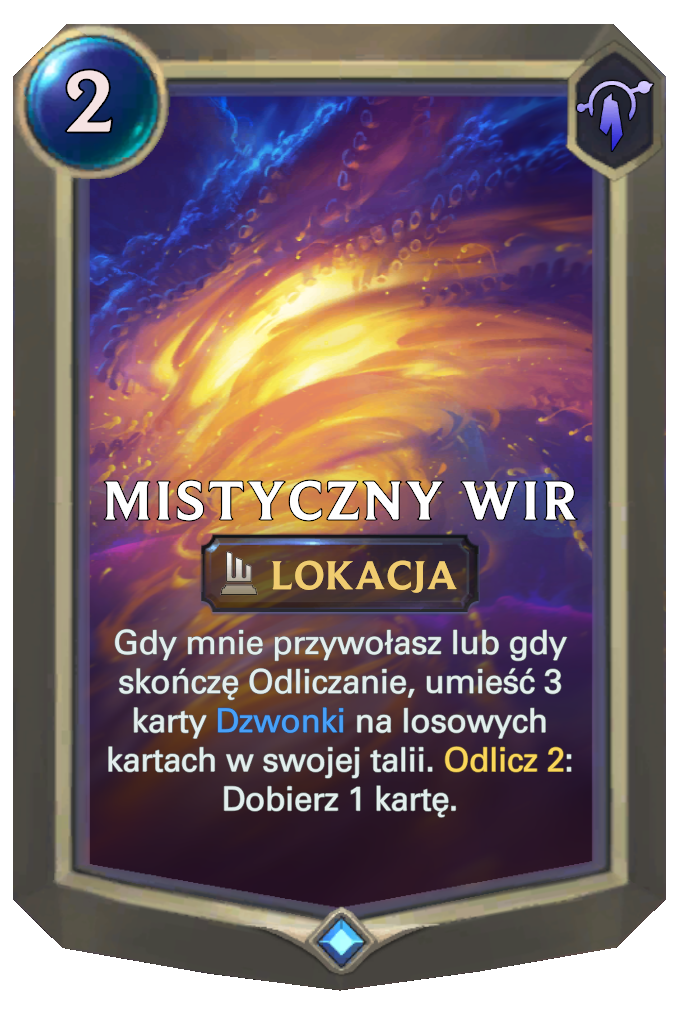 2
MISTYCZNY WIR
LOKACJA
Gdy mnie przywołasz lub gdy
skończę Odliczanie, umieść 3
karty Dzwonki na losowych
kartach w swojej talii. Odlicz 2:
Dobierz 1 kartę.